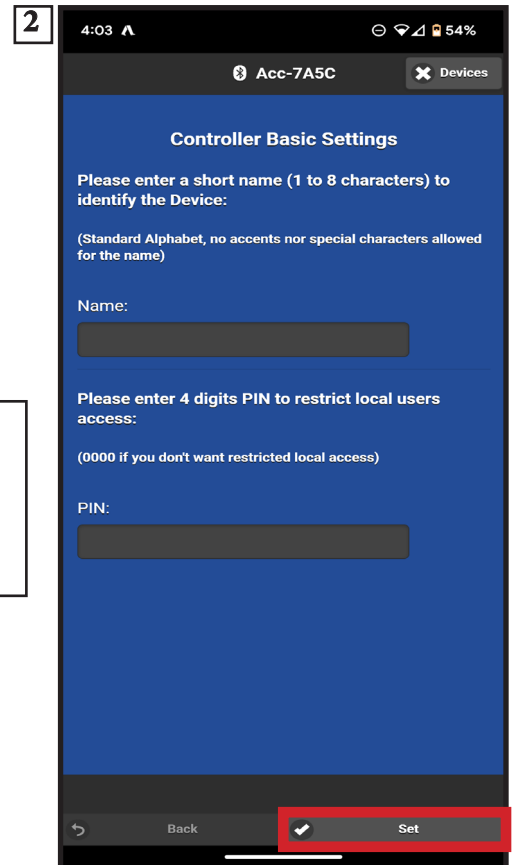 2
4:03 54%
Acc-7A5C Devices
Controller Basic Settings
Please enter a short name (1 to 8 characters) to
identify the Device:
(Standard Alphabet, no accents nor special characters allowed
for the name)
Name:
Please enter 4 digits PIN to restrict local users
access:
(0000 if you don't want restricted local access)
PIN:
Back Set